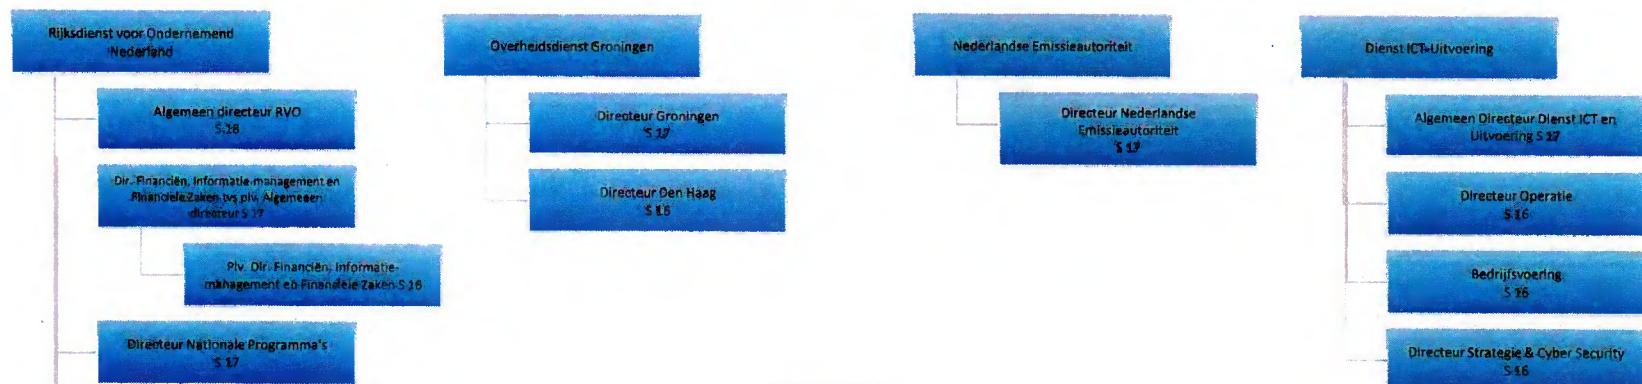 Rijksdienst voor Ondernemend
Nederland
Algemeen directeur RVO
S 18
Dir. Financiën, Informatie-management en
Financiele Zaken tvs plv. Algemeen
directeur S 17
Plv. Dir. Financiën, Informatie-
management en Financiele Zaken S 16
Directeur Nationale Programma's
S 17
Overheidsdienst Groningen
Directeur Groningen
S 17
Directeur Den Haag
S 16
Nederlandse Emissieautoriteit
Directeur Nederlandse
Emissieautoriteit
S 17
Dienst ICT-Uitvoering
Algemeen Directeur Dienst ICT en
Uitvoering S 17
Directeur Operatie
S 16
Bedrijfsvoering
S 16
Directeur Strategie & Cyber Security
S 16